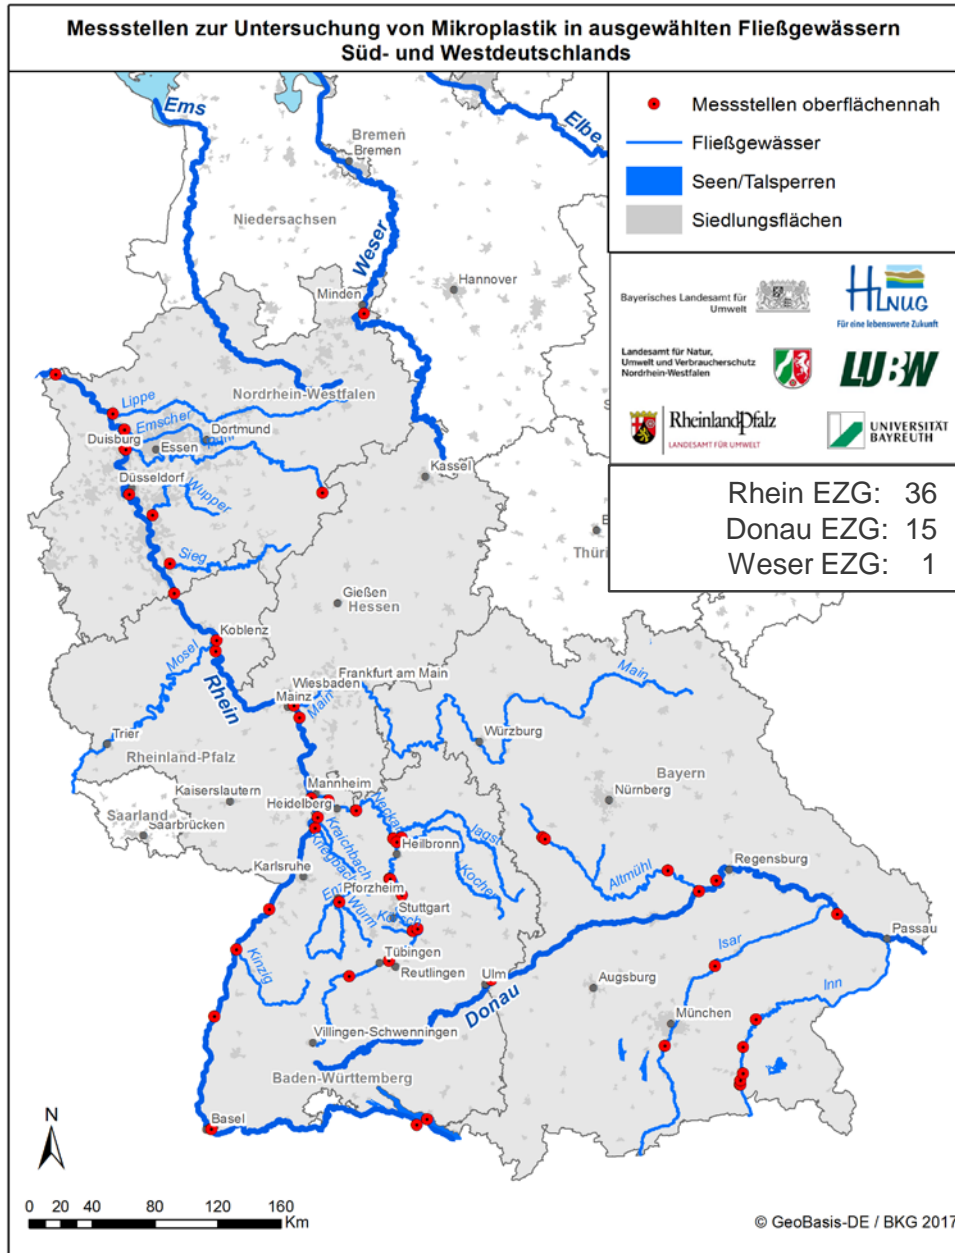 Messstellen zur Untersuchung von Mikroplastik in ausgewählten Fließgewässern
Süd- und Westdeutschlands
Messstellen oberflächennah
Fließgewässer
Seen/Talsperren
Siedlungsflächen
Bayerisches Landesamt für
Umwelt
HLNUG
Für eine lebenswerte Zukunft
Landesamt für Natur,
Umwelt und Verbraucherschutz
Nordrhein-Westfalen
LUBW
RheinlandPfalz
LANDESAMT FÜR UMWELT
UNIVERSITÄT
BAYREUTH
Rhein EZG: 36
Donau EZG: 15
Weser EZG: 1
Ems
Elbe
Bremen
Bremen
Niedersachsen
Weser
Hannover
Minden
Nordrhein-Westfalen
Lippe
Emscher
Dortmund
Duisburg
Essen
Kassel
Düsseldorf
Wupper
Sieg
Gießen
Hessen
Koblenz
Mosel
Rhein
Frankfurt am Main
Wiesbaden
Mainz
Main
Main
Trier
Würzburg
Rheinland-Pfalz
Bayern
Kaiserslautern
Mannheim
Nürnberg
Heidelberg
Neckar
Saarland
Saarbrücken
Kraichbach
Kriegbach
Jagst
Heilbronn
Kocher
Karlsruhe
Altmühl
Regensburg
Pforzheim
Enz
Würm
Stuttgart
Passau
Kinzig
Tübingen
Reutlingen
Isar
Ulm
Donau
Augsburg
Inn
München
Villingen-Schwenningen
Baden-Württemberg
Basel
N
0 20 40 80 120 160
Km
© GeoBasis-DE / BKG 2017